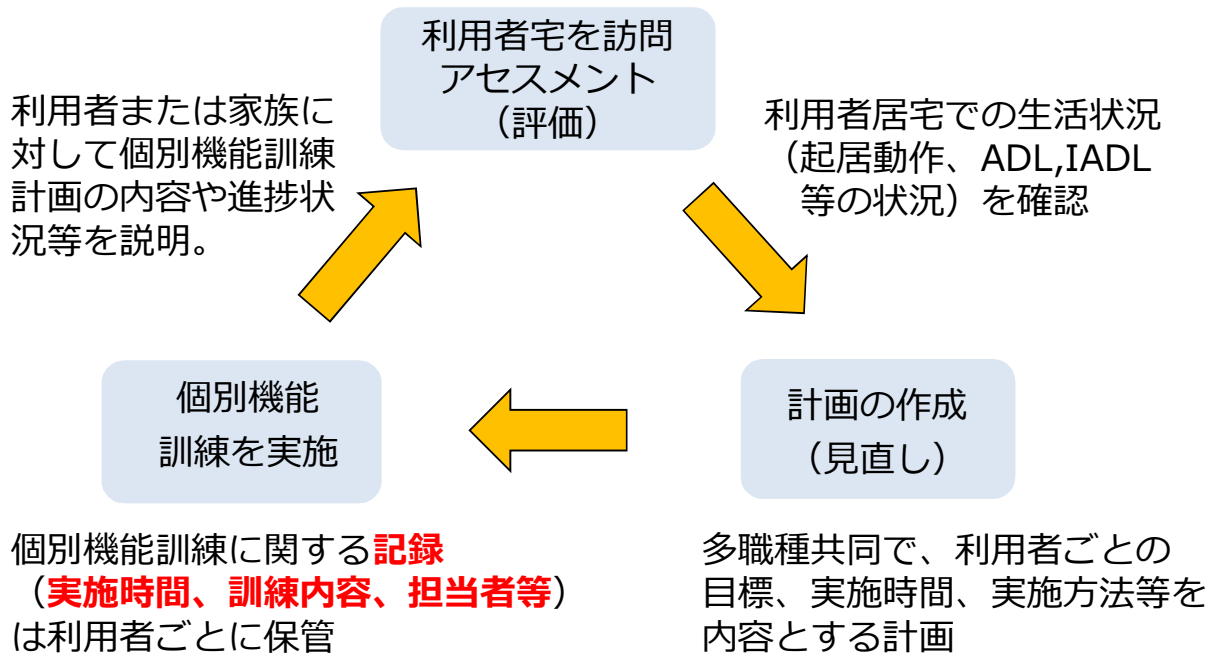 利用者宅を訪問
アセスメント
（評価）
利用者居宅での生活状況
（起居動作、ADL,IADL
等の状況）を確認
計画の作成
（見直し）
多職種共同で、利用者ごとの
目標、実施時間、実施方法等を
内容とする計画
個別機能
訓練を実施
個別機能訓練に関する記録
（実施時間、訓練内容、担当者等）
は利用者ごとに保管
利用者または家族に
対して個別機能訓練
計画の内容や進捗状
況等を説明。